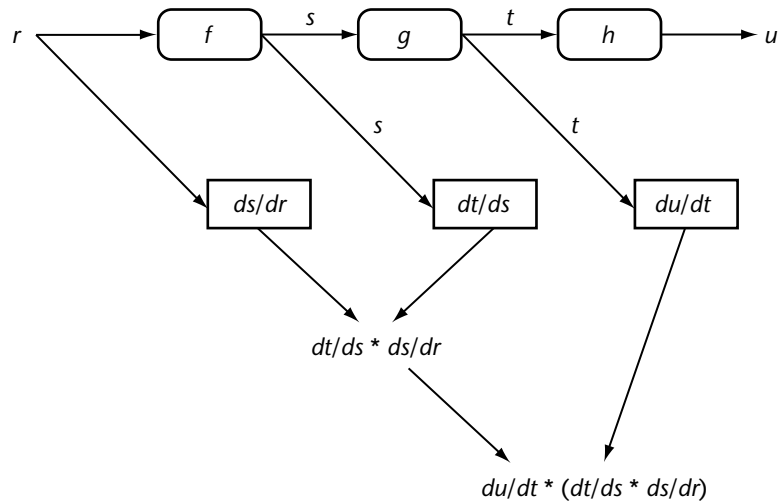 r f s g t h u
s t
ds/dr dt/ds du/dt
dt/ds * ds/dr
du/dt * (dt/ds * ds/dr)